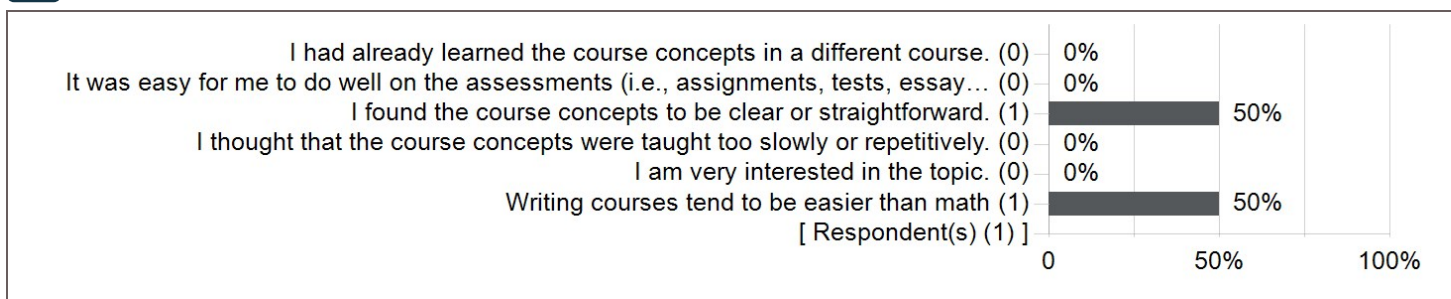 I had already learned the course concepts in a different course. (0) 0%
It was easy for me to do well on the assessments (i.e., assignments, tests, essay… (0) 0%
I found the course concepts to be clear or straightforward. (1) 50%
I thought that the course concepts were taught too slowly or repetitively. (0) 0%
I am very interested in the topic. (0) 0%
Writing courses tend to be easier than math (1) 50%
[ Respondent(s) (1) ]
0 50% 100%